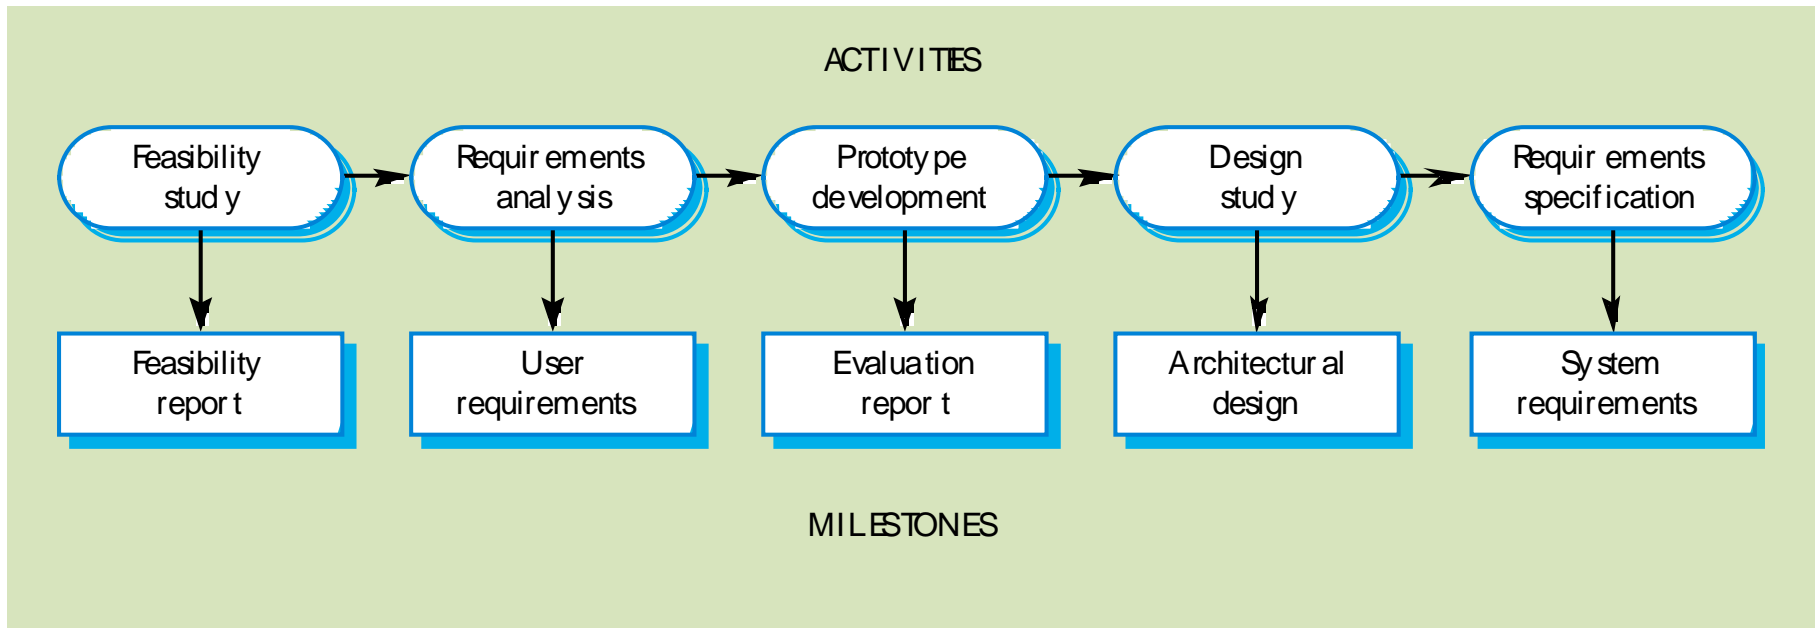 ACTIVITES
Feasibility
study
Requirements
analysis
Prototype
development
Design
study
Requirements
specification
Feasibility
report
User
requirements
Evaluation
report
Architectural
design
System
requirements
MILESTONES